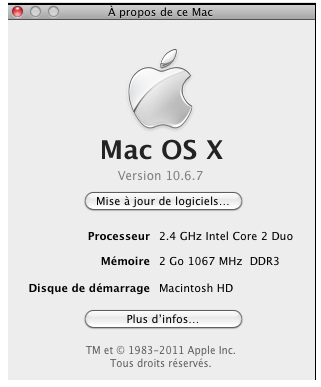 À propos de ce Mac
Mac OS X
Version 10.6.7
Mise à jour de logiciels...
Processeur 2.4 GHz Intel Core 2 Duo
Mémoire 2 Go 1067 MHz DDR3
Disque de démarrage Macintosh HD
Plus d'infos...
TM et © 1983-2011 Apple Inc.
Tous droits réservés.